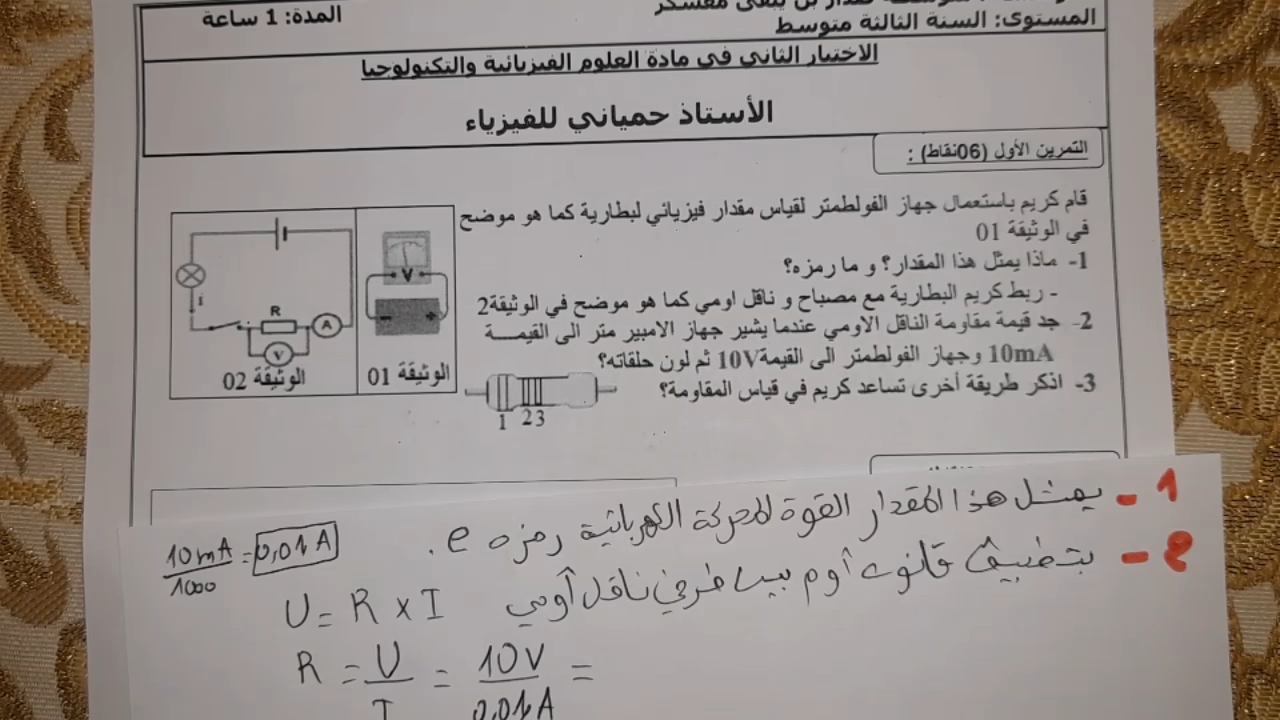 المدة: 1 ساعة
المستوى: السنة الثالثة متوسط
الاختبار الثاني في مادة العلوم الفيزيائية والتكنولوجيا
الأستاذ حمياني للفيزياء
التمرين الأول (06نقاط) :
قام كريم باستعمال جهاز الفولطمتر لقياس مقدار فيزيائي لبطارية كما هو موضح
في الوثيقة 01
1- ماذا يمثل هذا المقدار؟ و ما رمزه؟
- ربط كريم البطارية مع مصباح و ناقل اومي كما هو موضح في الوثيقة2
2- جد قيمة مقاومة الناقل الاومي عندما يشير جهاز الامبير متر الى القيمة
10mA وجهاز الفولطمتر الى القيمة10V ثم لون حلقاته؟
3- اذكر طريقة أخرى تساعد كريم في قياس المقاومة؟
1 2 3
V
- +
الوثيقة 01
i
R
A
V
الوثيقة 02
1 - يمثل هذا المقدار القوة المحركة الكهربائية رمزه e.
2 - بتطبيق قانون أوم بين طرفي ناقل أومي
10mA/1000 = 0,01A
U = R x I
R = U/I = 10V/0,01A =